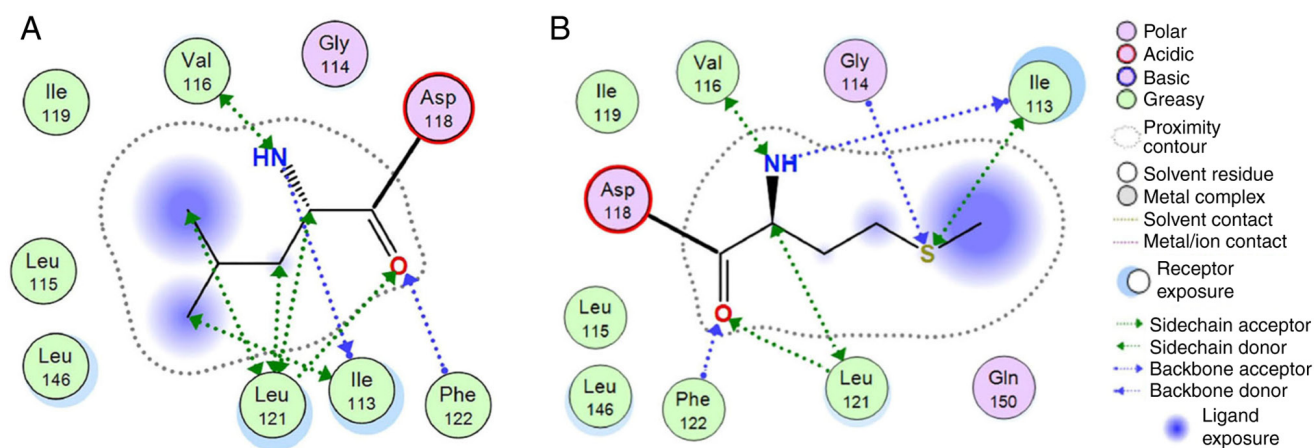 A
Val
116
Gly
114
Ile
119
Asp
118
HN
O
Leu
115
Leu
146
Leu
121
Ile
113
Phe
122
B
Val
116
Gly
114
Ile
113
Ile
119
NH
Asp
118
S
O
Leu
115
Leu
146
Phe
122
Leu
121
Gln
150
Polar
Acidic
Basic
Greasy
Proximity
contour
Solvent residue
Metal complex
Solvent contact
Metal/ion contact
Receptor
exposure
Sidechain acceptor
Sidechain donor
Backbone acceptor
Backbone donor
Ligand
exposure